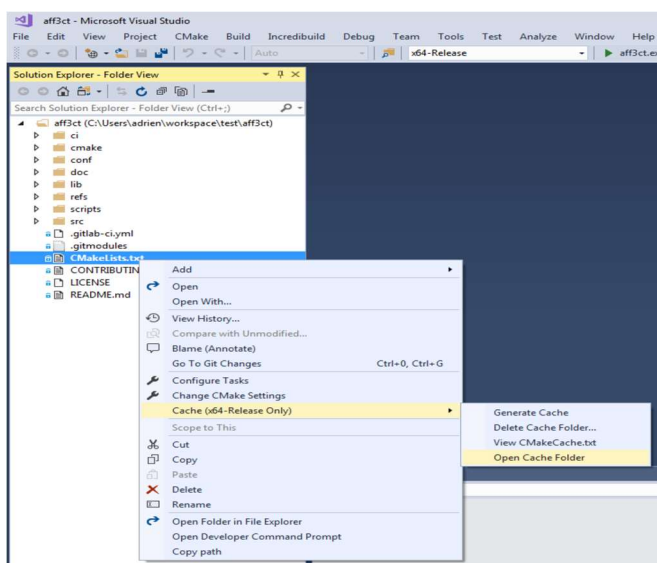 aff3ct - Microsoft Visual Studio
File Edit View Project CMake Build Incredibuild Debug Team Tools Test Analyze Window Help
Auto x64-Release aff3ct.ex
Solution Explorer - Folder View
Search Solution Explorer - Folder View (Ctrl+;)
aff3ct (C:\Users\adrien\workspace\test\aff3ct)
ci
cmake
conf
doc
lib
refs
scripts
src
.gitlab-ci.yml
.gitmodules
CMakeLists.txt
CONTRIBUTIN
LICENSE
README.md
Add
Open
Open With...
View History...
Compare with Unmodified...
Blame (Annotate)
Go To Git Changes Ctrl+0, Ctrl+G
Configure Tasks
Change CMake Settings
Cache (x64-Release Only)
Generate Cache
Delete Cache Folder...
View CMakeCache.txt
Open Cache Folder
Scope to This
Cut
Copy
Paste
Delete
Rename
Open Folder in File Explorer
Open Developer Command Prompt
Copy path